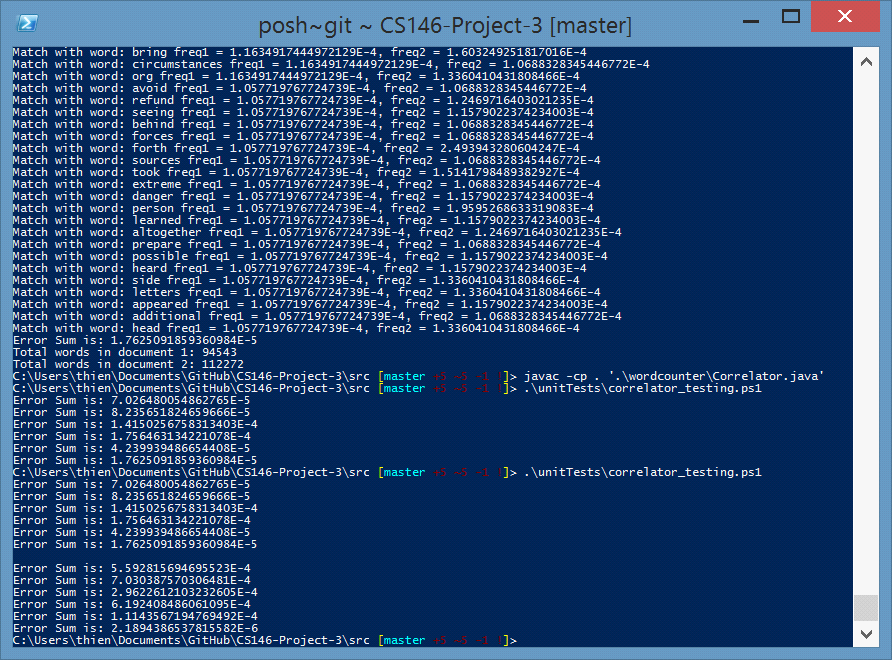 posh~git ~ CS146-Project-3 [master]
Match with word: bring freq1 = 1.1634917444972129E-4, freq2 = 1.603249251817016E-4
Match with word: circumstances freq1 = 1.1634917444972129E-4, freq2 = 1.0688328345446772E-4
Match with word: org freq1 = 1.1634917444972129E-4, freq2 = 1.3360410431808466E-4
Match with word: avoid freq1 = 1.057719767724739E-4, freq2 = 1.0688328345446772E-4
Match with word: refund freq1 = 1.057719767724739E-4, freq2 = 1.2469716403021235E-4
Match with word: seeing freq1 = 1.057719767724739E-4, freq2 = 1.1579022374234003E-4
Match with word: behind freq1 = 1.057719767724739E-4, freq2 = 1.0688328345446772E-4
Match with word: forces freq1 = 1.057719767724739E-4, freq2 = 1.0688328345446772E-4
Match with word: forth freq1 = 1.057719767724739E-4, freq2 = 2.493943280604247E-4
Match with word: sources freq1 = 1.057719767724739E-4, freq2 = 1.0688328345446772E-4
Match with word: took freq1 = 1.057719767724739E-4, freq2 = 1.5141798489382927E-4
Match with word: extreme freq1 = 1.057719767724739E-4, freq2 = 1.0688328345446772E-4
Match with word: danger freq1 = 1.057719767724739E-4, freq2 = 1.1579022374234003E-4
Match with word: person freq1 = 1.057719767724739E-4, freq2 = 1.9595268633319083E-4
Match with word: learned freq1 = 1.057719767724739E-4, freq2 = 1.1579022374234003E-4
Match with word: altogether freq1 = 1.057719767724739E-4, freq2 = 1.2469716403021235E-4
Match with word: prepare freq1 = 1.057719767724739E-4, freq2 = 1.0688328345446772E-4
Match with word: possible freq1 = 1.057719767724739E-4, freq2 = 1.1579022374234003E-4
Match with word: heard freq1 = 1.057719767724739E-4, freq2 = 1.1579022374234003E-4
Match with word: side freq1 = 1.057719767724739E-4, freq2 = 1.3360410431808466E-4
Match with word: letters freq1 = 1.057719767724739E-4, freq2 = 1.3360410431808466E-4
Match with word: appeared freq1 = 1.057719767724739E-4, freq2 = 1.1579022374234003E-4
Match with word: additional freq1 = 1.057719767724739E-4, freq2 = 1.0688328345446772E-4
Match with word: head freq1 = 1.057719767724739E-4, freq2 = 1.3360410431808466E-4
Error Sum is: 1.7625091859360984E-5
Total words in document 1: 94543
Total words in document 2: 112272
C:\Users\thien\Documents\GitHub\CS146-Project-3\src [master +5 ~5 -1 !]> javac -cp . '.\wordcounter\Correlator.java'
C:\Users\thien\Documents\GitHub\CS146-Project-3\src [master +5 ~5 -1 !]> .\unitTests\correlator_testing.ps1
Error Sum is: 7.026480054862765E-5
Error Sum is: 8.235651824659666E-5
Error Sum is: 1.4150256758313403E-4
Error Sum is: 1.756463134221078E-4
Error Sum is: 4.239939486654408E-5
Error Sum is: 1.7625091859360984E-5
C:\Users\thien\Documents\GitHub\CS146-Project-3\src [master +5 ~5 -1 !]> .\unitTests\correlator_testing.ps1
Error Sum is: 7.026480054862765E-5
Error Sum is: 8.235651824659666E-5
Error Sum is: 1.4150256758313403E-4
Error Sum is: 1.756463134221078E-4
Error Sum is: 4.239939486654408E-5
Error Sum is: 1.7625091859360984E-5
Error Sum is: 5.592815694695523E-4
Error Sum is: 7.030387570306481E-4
Error Sum is: 2.9622612103232605E-4
Error Sum is: 6.192408486061095E-4
Error Sum is: 1.1143567194769492E-4
Error Sum is: 2.1894386537815582E-6
C:\Users\thien\Documents\GitHub\CS146-Project-3\src [master +5 ~5 -1 !]>